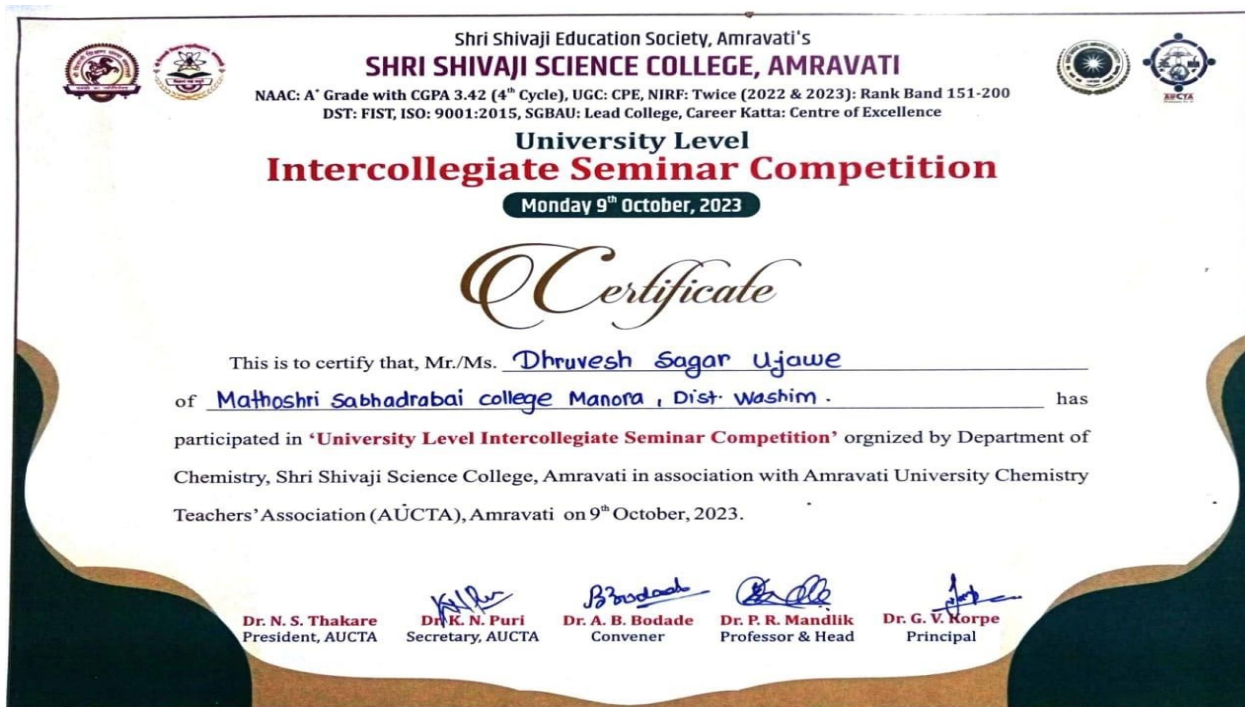 Shri Shivaji Education Society, Amravati's
SHRI SHIVAJI SCIENCE COLLEGE, AMRAVATI
NAAC: A+ Grade with CGPA 3.42 (4th Cycle), UGC: CPE, NIRF: Twice (2022 & 2023): Rank Band 151-200
DST: FIST, ISO: 9001:2015, SGBAU: Lead College, Career Katta: Centre of Excellence
AUCTA
University Level
Intercollegiate Seminar Competition
Monday 9th October, 2023
Certificate
This is to certify that, Mr./Ms. Dhruvesh Sagar Ujawe
of Mathoshri Sabhadrabai college Manora, Dist. Washim. has
participated in ‘University Level Intercollegiate Seminar Competition’ orgnized by Department of
Chemistry, Shri Shivaji Science College, Amravati in association with Amravati University Chemistry
Teachers’ Association (AUCTA), Amravati on 9th October, 2023.
Dr. N. S. Thakare Dr. K. N. Puri Dr. A. B. Bodade Dr. P. R. Mandlik Dr. G. V. Korpe
President, AUCTA Secretary, AUCTA Convener Professor & Head Principal